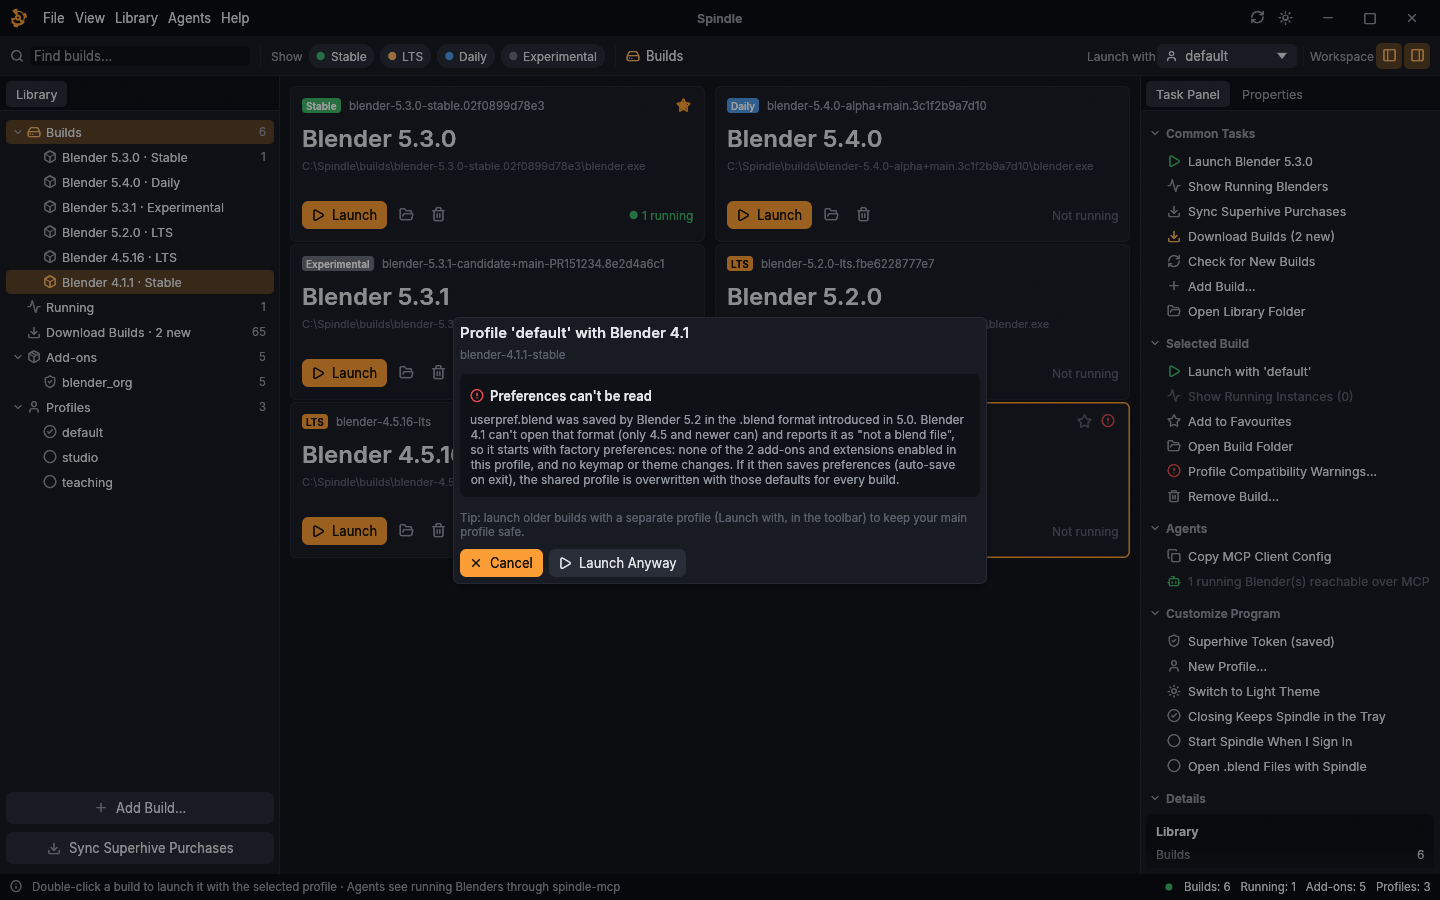 File View Library Agents Help
Spindle
Find builds...
Show Stable LTS Daily Experimental
Builds
Launch with default
Workspace
Library
Builds 6
Blender 5.3.0 · Stable 1
Blender 5.4.0 · Daily
Blender 5.3.1 · Experimental
Blender 5.2.0 · LTS
Blender 4.5.16 · LTS
Blender 4.1.1 · Stable
Running 1
Download Builds · 2 new 65
Add-ons 5
blender_org 5
Profiles 3
default
studio
teaching
Add Build...
Sync Superhive Purchases
Stable blender-5.3.0-stable.02f0899d78e3
Blender 5.3.0
C:\Spindle\builds\blender-5.3.0-stable.02f0899d78e3\blender.exe
Launch
1 running
Daily blender-5.4.0-alpha+main.3c1f2b9a7d10
Blender 5.4.0
C:\Spindle\builds\blender-5.4.0-alpha+main.3c1f2b9a7d10\blender.exe
Launch
Not running
Experimental blender-5.3.1-candidate+main-PR151234.8e2d4a6c1
Blender 5.3.1
C:\Spindle\builds\blender-5.3
Launch
LTS blender-5.2.0-lts.fbe6228777e7
Blender 5.2.0
\blender.exe
Not running
LTS blender-4.5.16-lts
Blender 4.5.1
C:\Spindle\builds\blender-4.5
Launch
Not running
Profile 'default' with Blender 4.1
blender-4.1.1-stable
Preferences can't be read
userpref.blend was saved by Blender 5.2 in the .blend format introduced in 5.0. Blender
4.1 can't open that format (only 4.5 and newer can) and reports it as "not a blend file",
so it starts with factory preferences: none of the 2 add-ons and extensions enabled in
this profile, and no keymap or theme changes. If it then saves preferences (auto-save
on exit), the shared profile is overwritten with those defaults for every build.
Tip: launch older builds with a separate profile (Launch with, in the toolbar) to keep your main
profile safe.
Cancel
Launch Anyway
Task Panel Properties
Common Tasks
Launch Blender 5.3.0
Show Running Blenders
Sync Superhive Purchases
Download Builds (2 new)
Check for New Builds
Add Build...
Open Library Folder
Selected Build
Launch with 'default'
Show Running Instances (0)
Add to Favourites
Open Build Folder
Profile Compatibility Warnings...
Remove Build...
Agents
Copy MCP Client Config
1 running Blender(s) reachable over MCP
Customize Program
Superhive Token (saved)
New Profile...
Switch to Light Theme
Closing Keeps Spindle in the Tray
Start Spindle When I Sign In
Open .blend Files with Spindle
Details
Library
Builds 6
Double-click a build to launch it with the selected profile · Agents see running Blenders through spindle-mcp
Builds: 6 Running: 1 Add-ons: 5 Profiles: 3